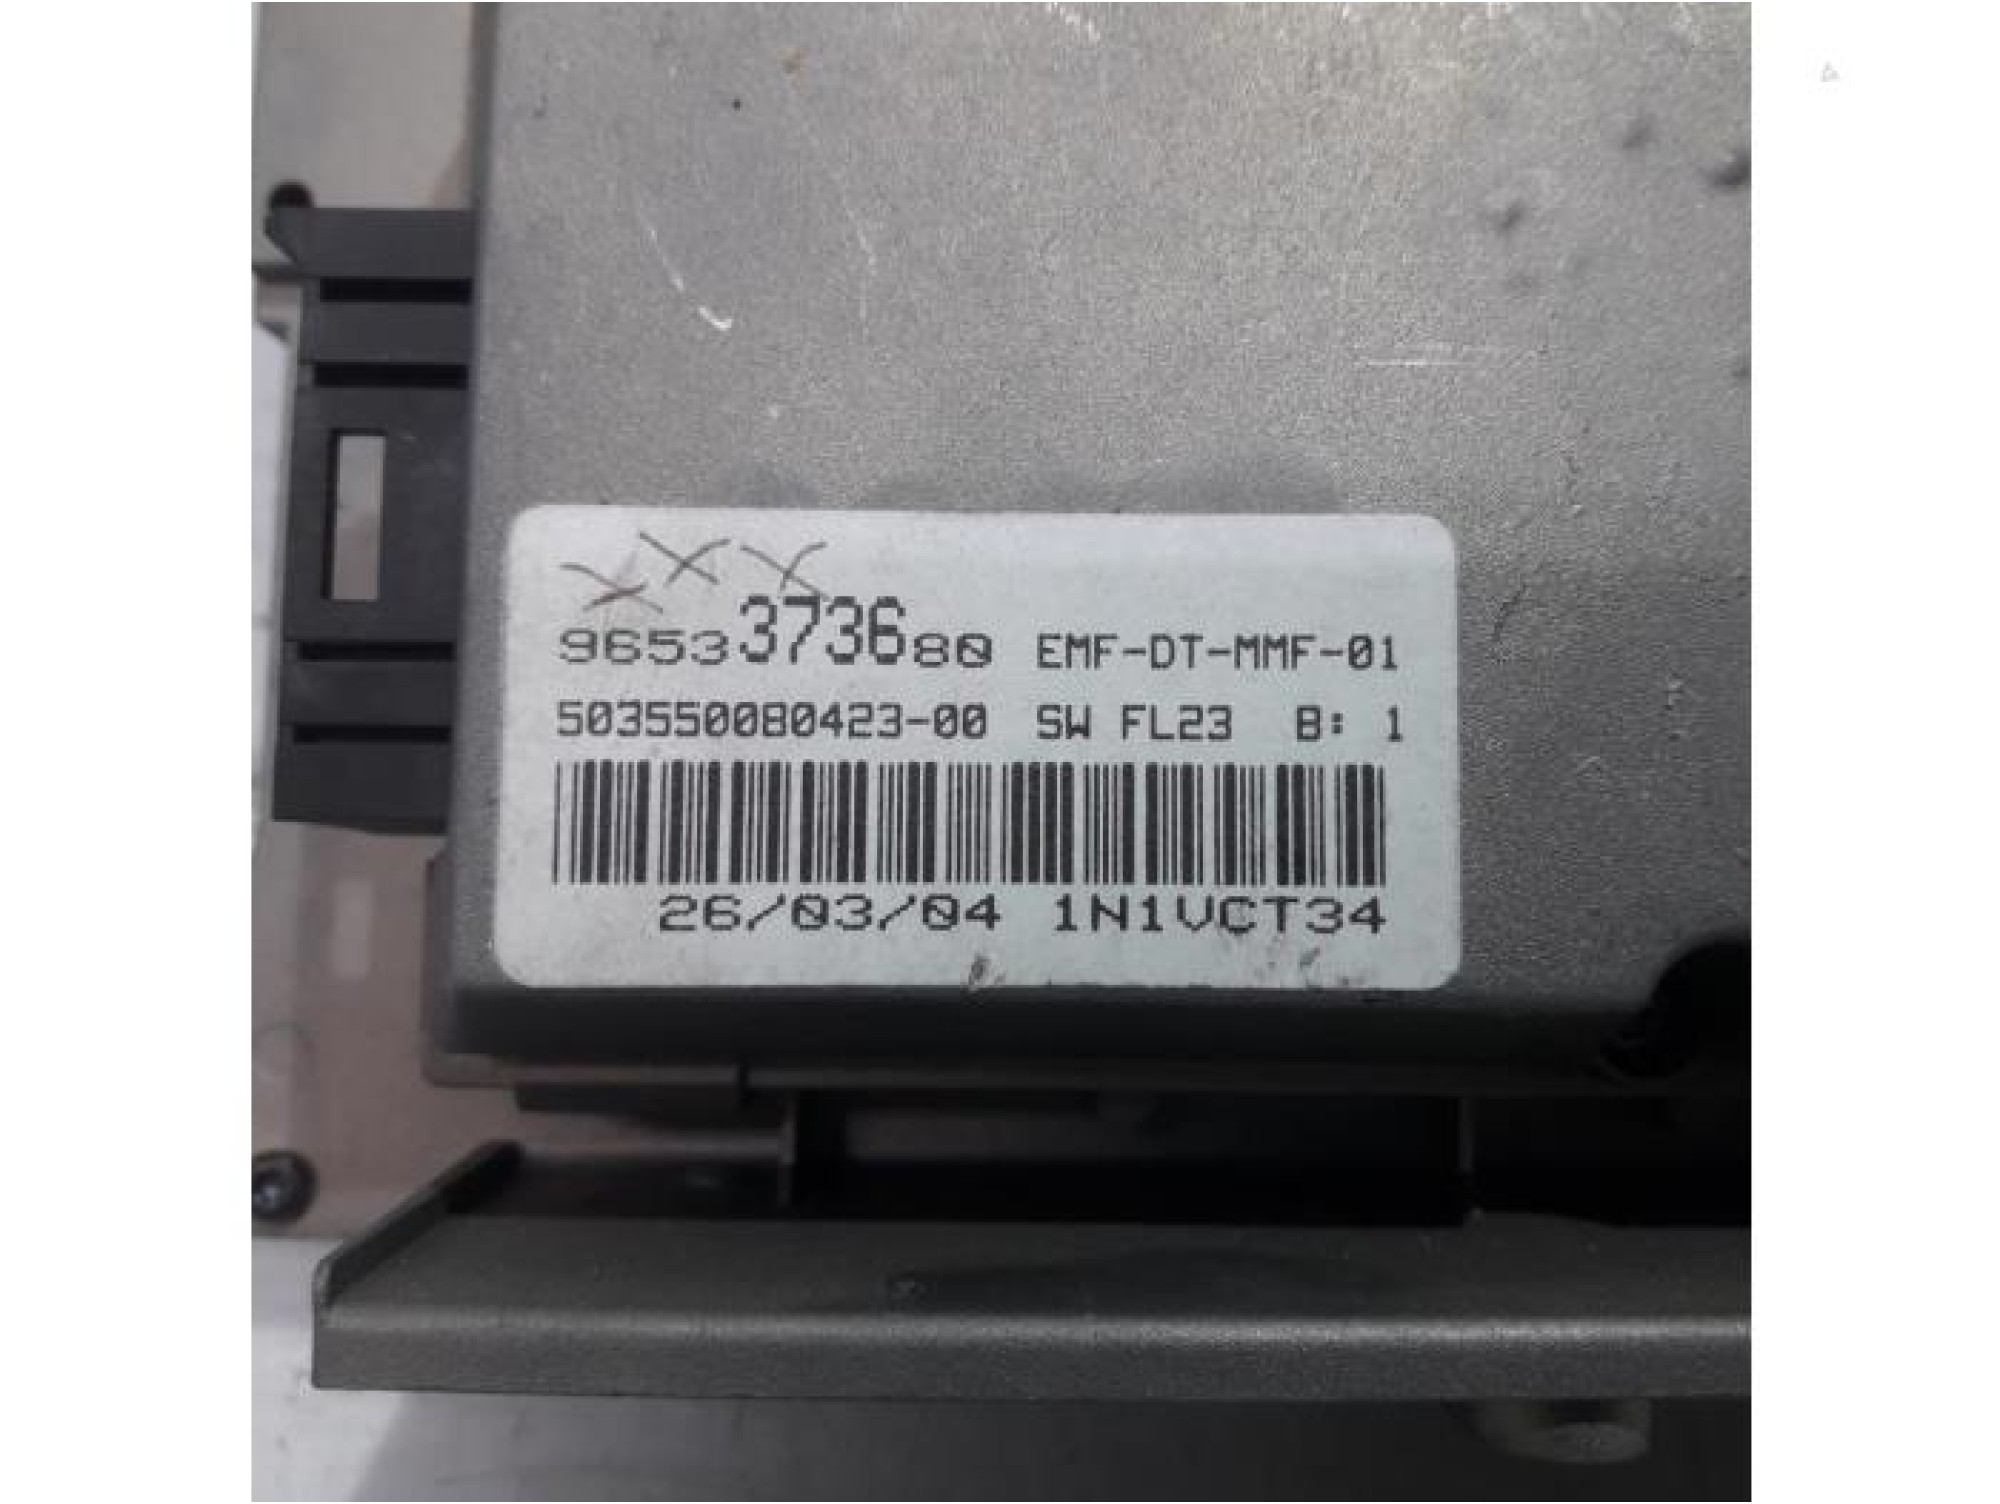 9653373680 EMF-DT-MMF-01
503550080423-00 SW FL23 B: 1
26/03/04 1N1VCT34